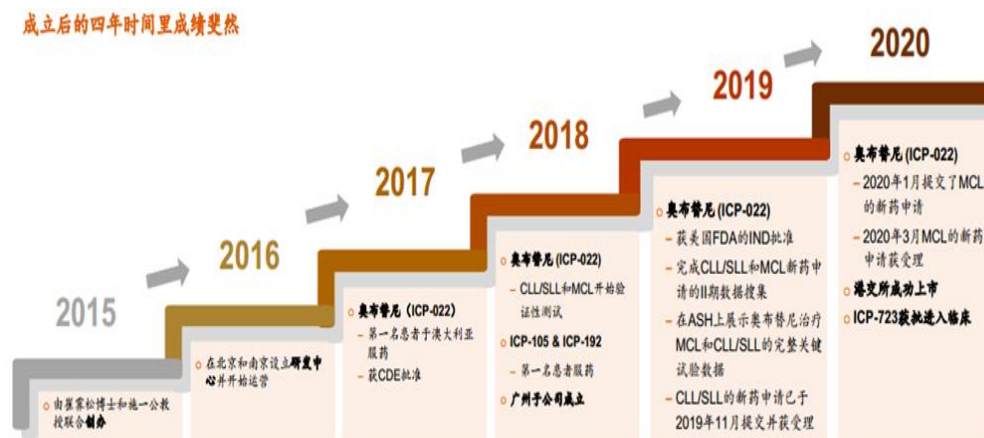 成立后的四年时间里成绩斐然
2015
由崔霁松博士和施一公教
授联合创办
2016
在北京和南京设立研发中
心并开始运营
2017
奥布替尼（ICP-022）
– 第一名患者于澳大利亚
服药
– 获CDE批准
2018
奥布替尼 (ICP-022)
– CLL/SLL和MCL开始验
证性测试
ICP-105 & ICP-192
– 第一名患者服药
广州子公司成立
2019
奥布替尼 (ICP-022)
– 获美国FDA的IND批准
– 完成CLL/SLL和MCL新药申
请的II期数据搜集
– 在ASH上展示奥布替尼治疗
MCL和CLL/SLL的完整关键
试验数据
– CLL/SLL的新药申请已于
2019年11月提交并获受理
2020
奥布替尼 (ICP-022)
– 2020年1月提交了MCL
的新药申请
– 2020年3月MCL的新药
申请获受理
港交所成功上市
ICP-723获批进入临床